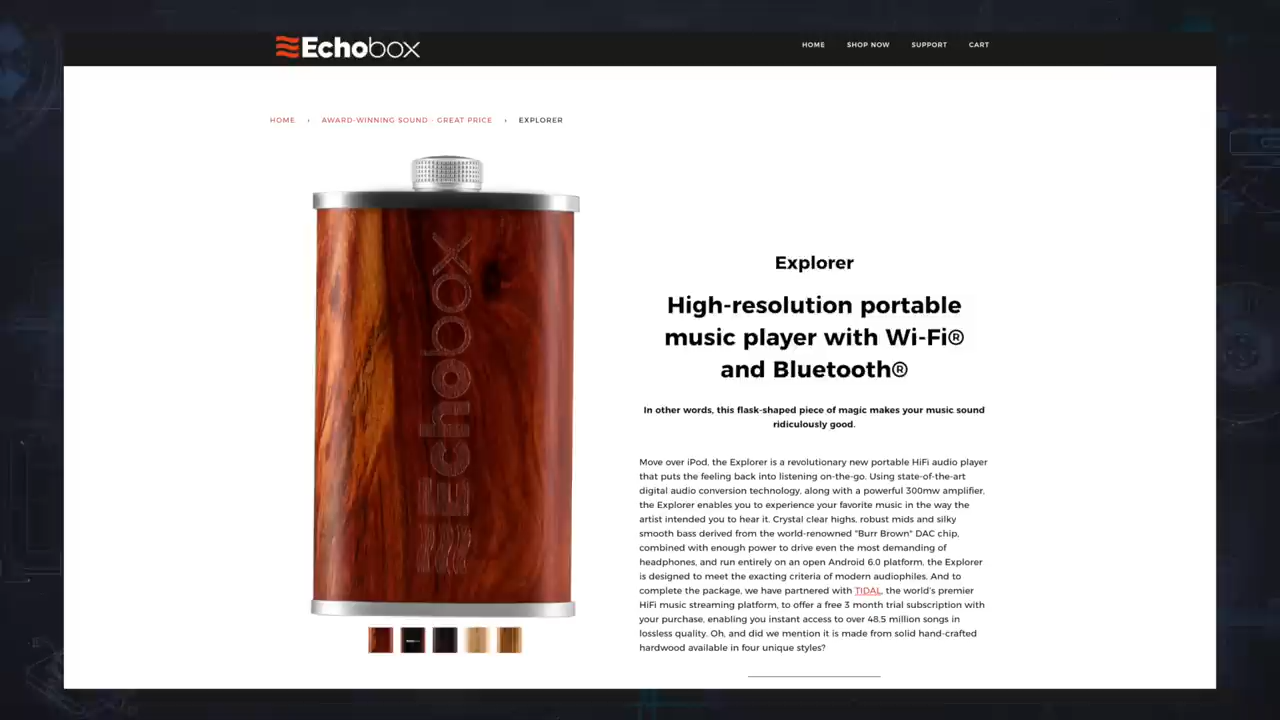 Echobox
HOME
SHOP NOW
SUPPORT
CART
HOME › AWARD-WINNING SOUND - GREAT PRICE › EXPLORER
Echobox
Explorer
High-resolution portable
music player with Wi-Fi®
and Bluetooth®
In other words, this flask-shaped piece of magic makes your music sound
ridiculously good.
Move over iPod, the Explorer is a revolutionary new portable HiFi audio player
that puts the feeling back into listening on-the-go. Using state-of-the-art
digital audio conversion technology, along with a powerful 300mw amplifier,
the Explorer enables you to experience your favorite music in the way the
artist intended you to hear it. Crystal clear highs, robust mids and silky
smooth bass derived from the world-renowned "Burr Brown" DAC chip,
combined with enough power to drive even the most demanding of
headphones, and run entirely on an open Android 6.0 platform, the Explorer
is designed to meet the exacting criteria of modern audiophiles. And to
complete the package, we have partnered with TIDAL, the world's premier
HiFi music streaming platform, to offer a free 3 month trial subscription with
your purchase, enabling you instant access to over 48.5 million songs in
lossless quality. Oh, and did we mention it is made from solid hand-crafted
hardwood available in four unique styles?